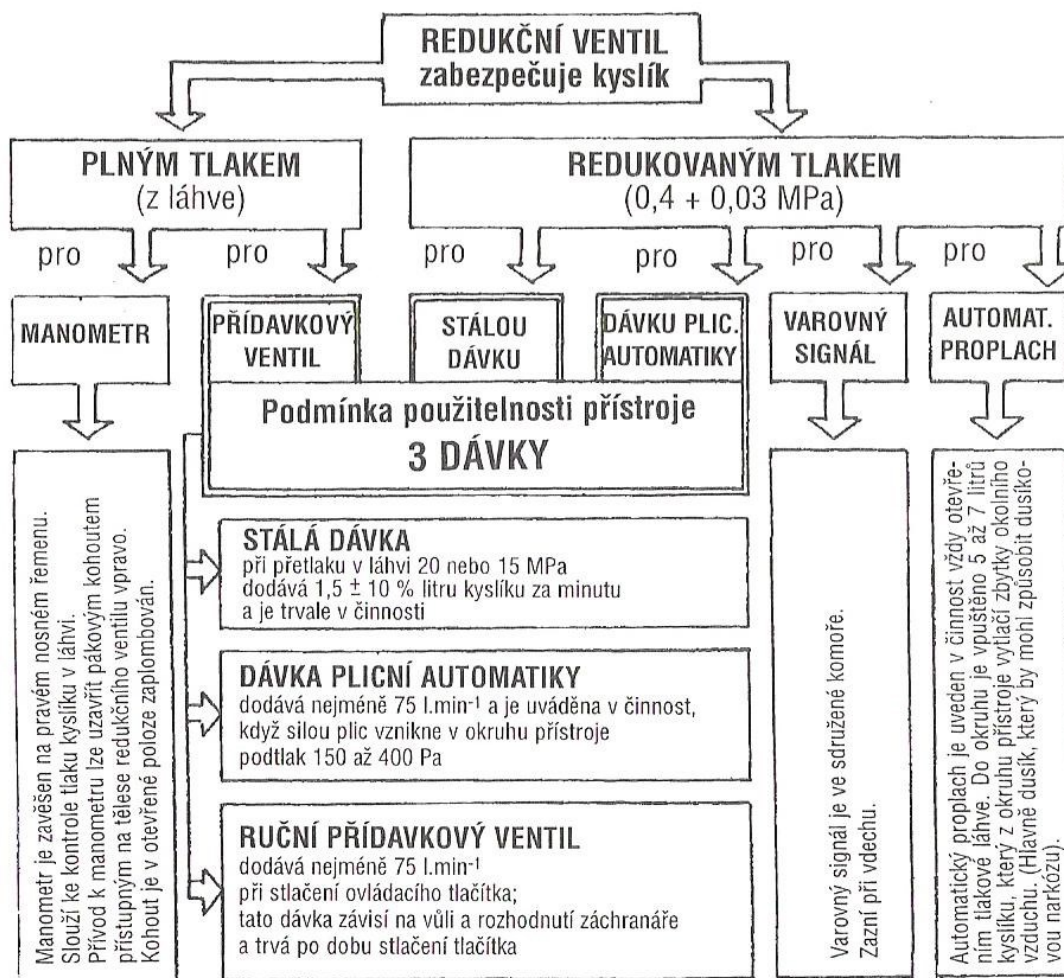 REDUKČNÍ VENTIL
zabezpečuje kyslík
PLNÝM TLAKEM
(z láhve)
REDUKOVANÝM TLAKEM
(0,4 + 0,03 MPa)
pro
pro
pro
pro
pro
pro
MANOMETR
PŘÍDAVKOVÝ
VENTIL
STÁLOU
DÁVKU
DÁVKU PLIC.
AUTOMATIKY
VAROVNÝ
SIGNÁL
AUTOMAT.
PROPLACH
Podmínka použitelnosti přístroje
3 DÁVKY
Manometr je zavěšen na pravém nosném řemenu.
Slouží ke kontrole tlaku kyslíku v láhvi.
Přívod k manometru lze uzavřít pákovým kohoutem
přístupným na tělese redukčního ventilu vpravo.
Kohout je v otevřené poloze zaplombován.
STÁLÁ DÁVKA
při přetlaku v láhvi 20 nebo 15 MPa
dodává 1,5 ± 10 % litru kyslíku za minutu
a je trvale v činnosti
DÁVKA PLICNÍ AUTOMATIKY
dodává nejméně 75 l.min⁻¹ a je uváděna v činnost,
když silou plic vznikne v okruhu přístroje
podtlak 150 až 400 Pa
RUČNÍ PŘÍDAVKOVÝ VENTIL
dodává nejméně 75 l.min⁻¹
při stlačení ovládacího tlačítka;
tato dávka závisí na vůli a rozhodnutí záchranáře
a trvá po dobu stlačení tlačítka
Varovný signál je ve sdružené komoře.
Zazní při vdechu.
Automatický proplach je uveden v činnost vždy otevře-
ním tlakové láhve. Do okruhu je vpuštěno 5 až 7 litrů
kyslíku, který z okruhu přístroje vytlačí zbytky okolního
vzduchu. (Hlavně dusík, který by mohl způsobit dusíko-
vou narkózu).